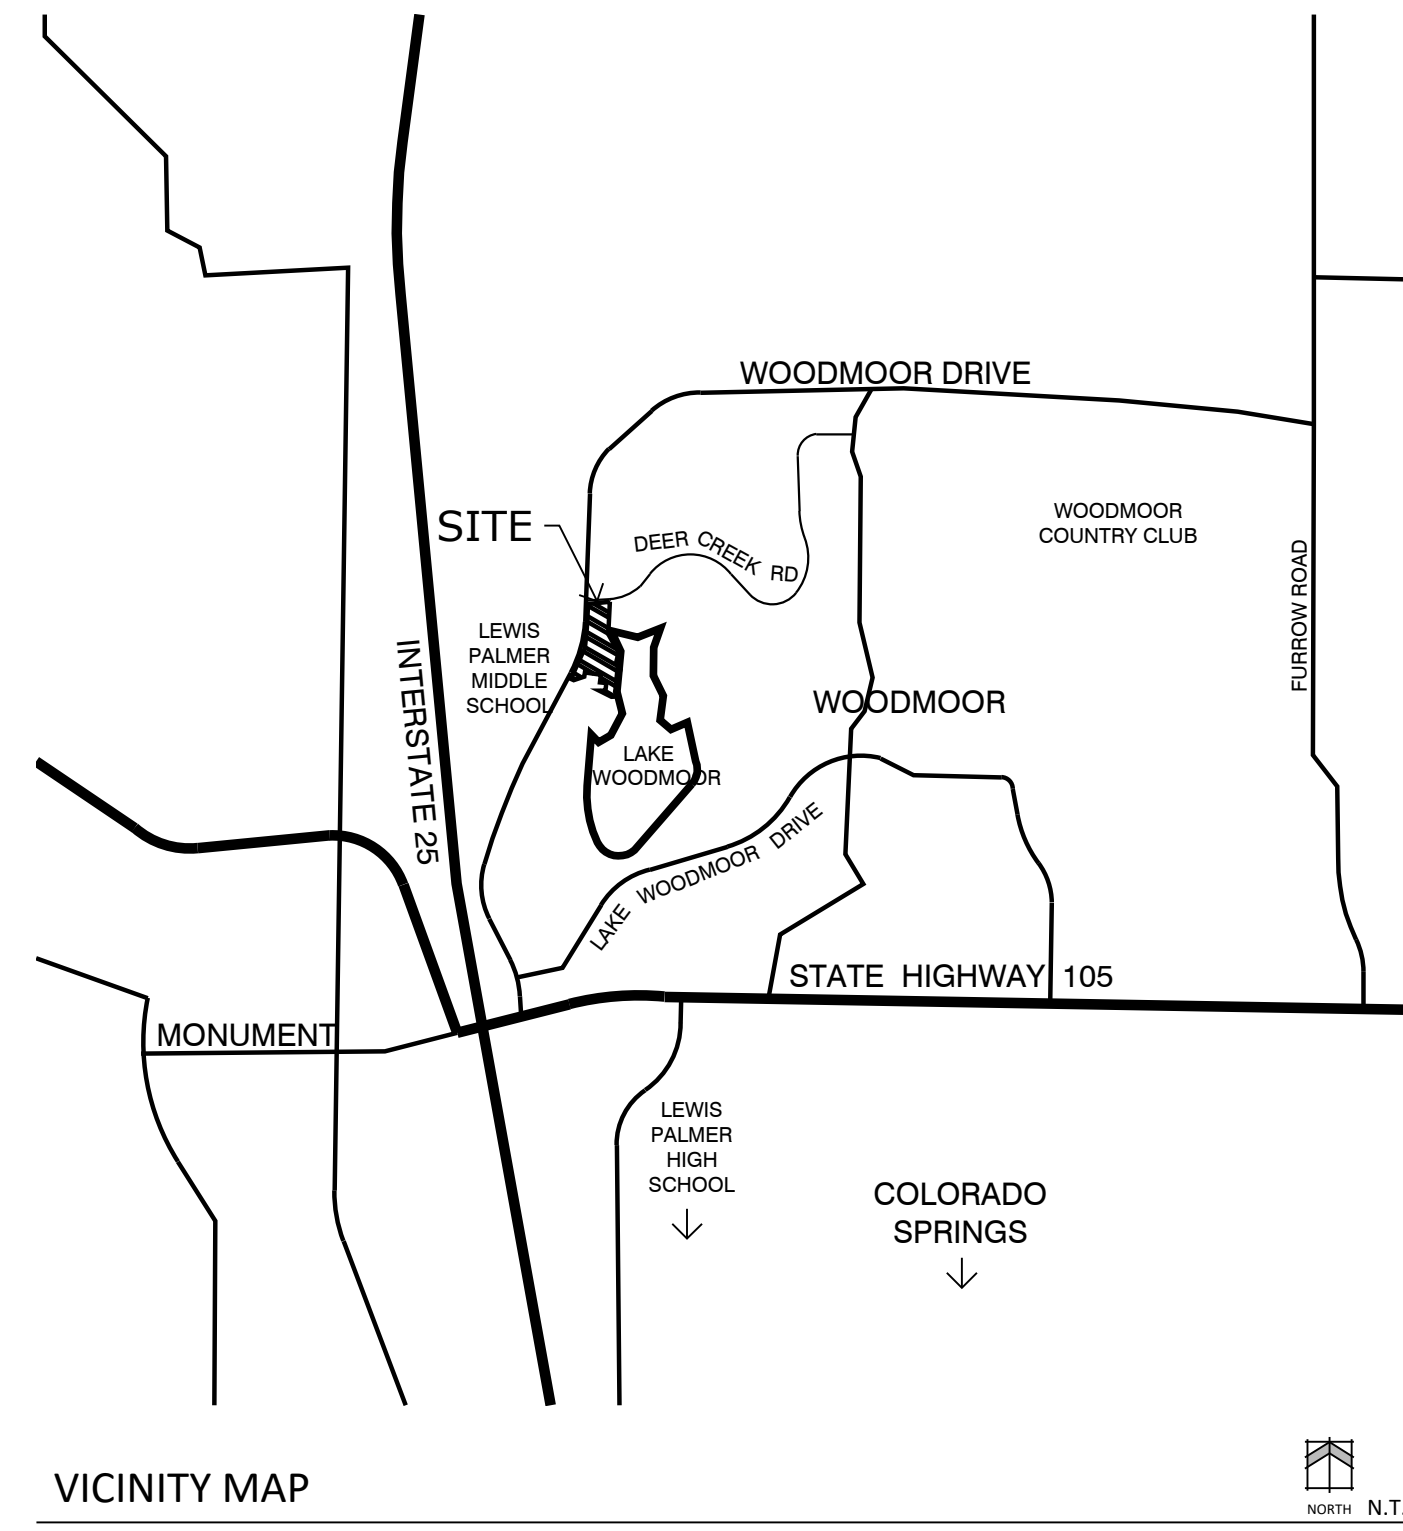 WOODMOOR DRIVE
WOODMOOR
COUNTRY CLUB
SITE
DEER CREEK RD
FURROW ROAD
LEWIS
PALMER
MIDDLE
SCHOOL
INTERSTATE 25
WOODMOOR
LAKE
WOODMOOR
LAKE WOODMOOR DRIVE
STATE HIGHWAY 105
MONUMENT
LEWIS
PALMER
HIGH
SCHOOL
COLORADO
SPRINGS
VICINITY MAP
NORTH N.T.